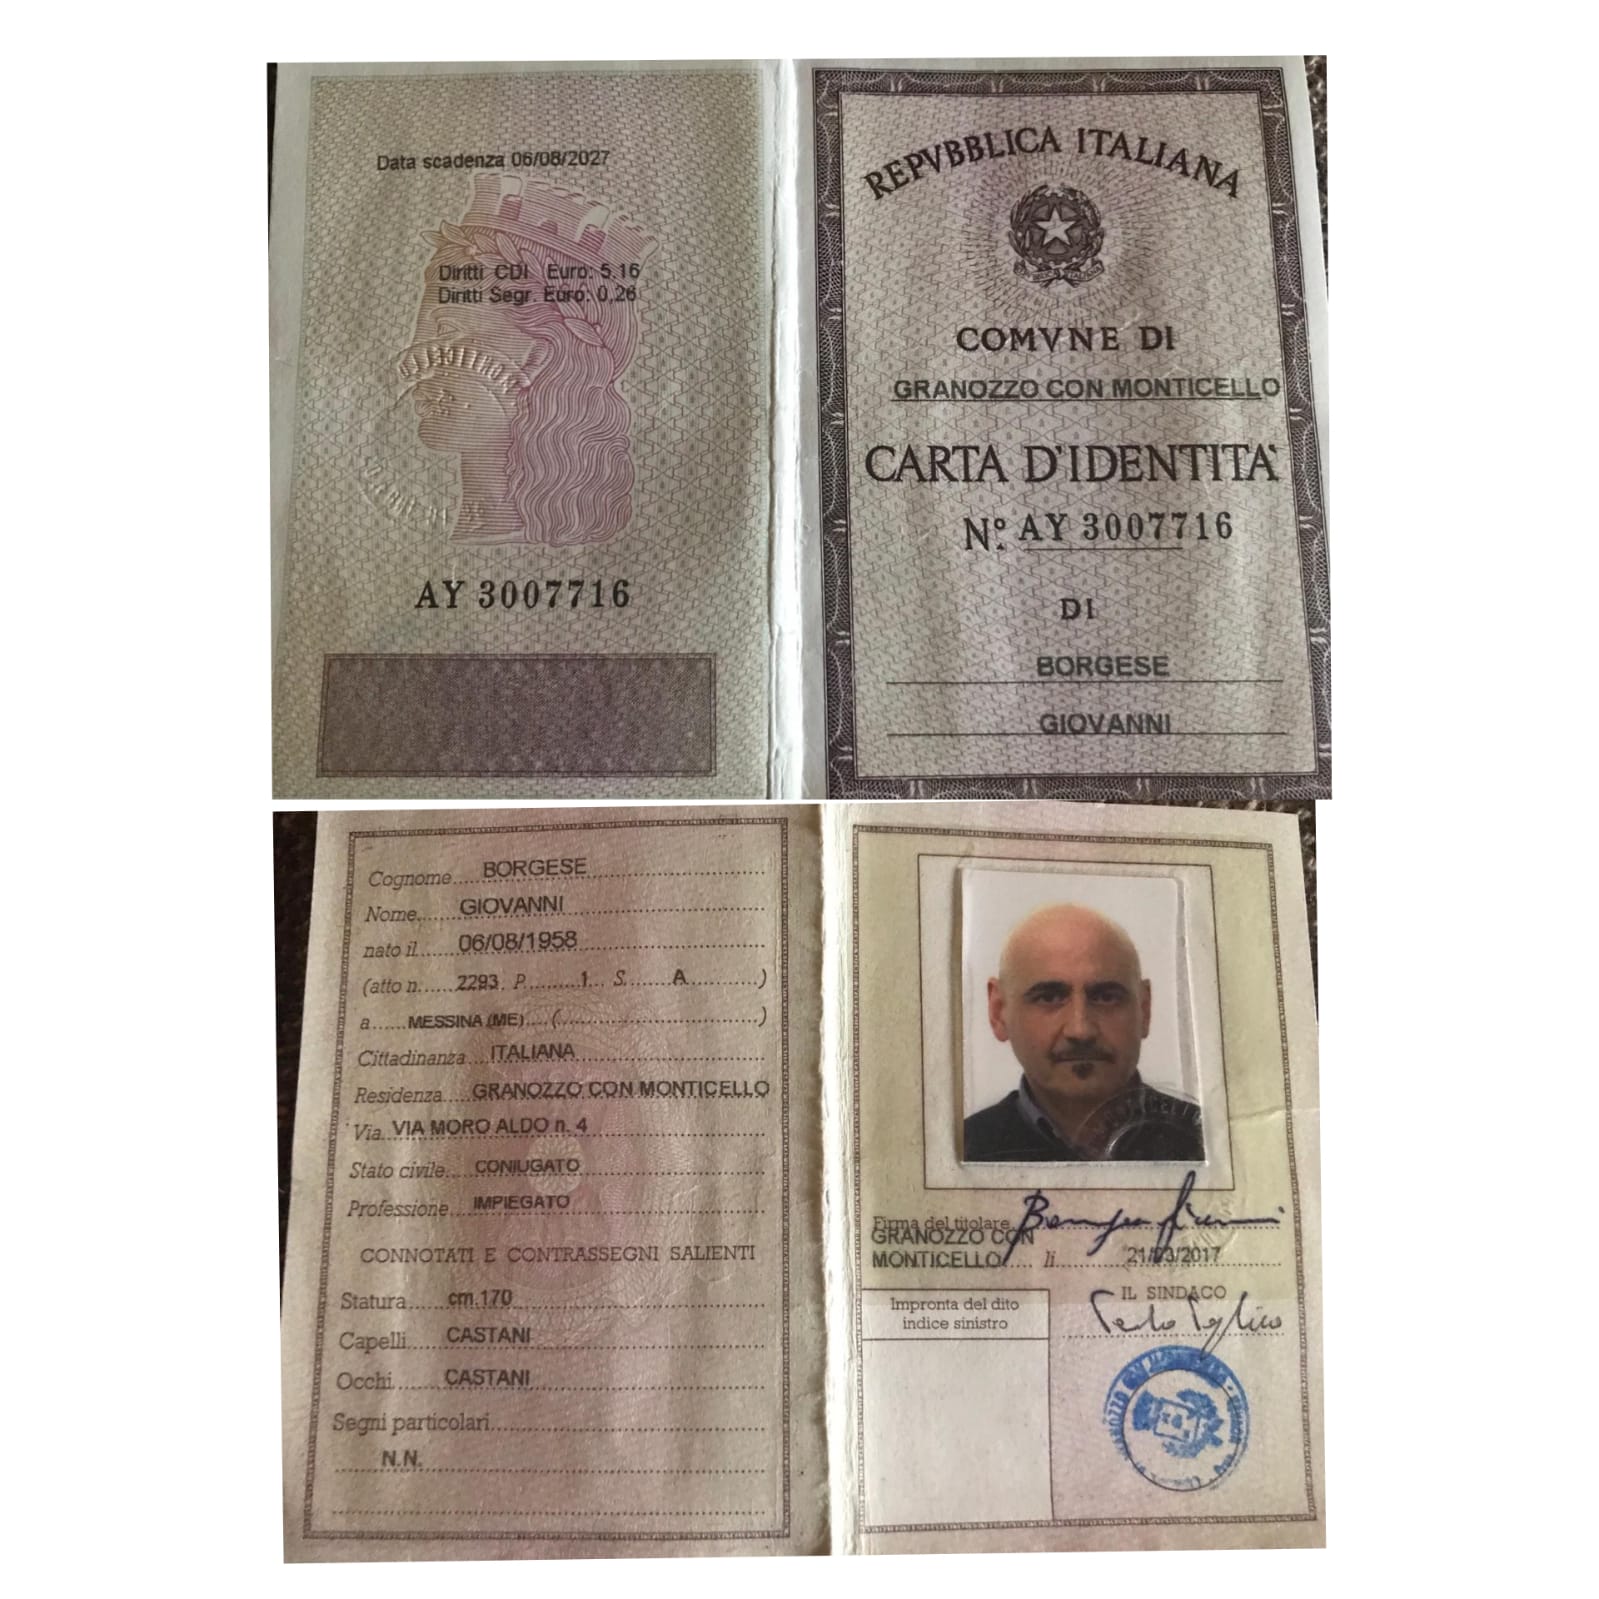 Data scadenza 06/08/2027
Diritti CDI Euro: 5.16
Diritti Segr. Euro: 0.26
AY 3007716
REPVBBLICA ITALIANA
COMVNE DI
GRANOZZO CON MONTICELLO
CARTA D'IDENTITA'
N° AY 3007716
DI
BORGESE
GIOVANNI
Cognome BORGESE
Nome GIOVANNI
nato il 06/08/1958
(atto n. 2293 P. 1 S. A )
a MESSINA (ME) ( )
Cittadinanza ITALIANA
Residenza GRANOZZO CON MONTICELLO
Via VIA MORO ALDO n. 4
Stato civile CONIUGATO
Professione IMPIEGATO
CONNOTATI E CONTRASSEGNI SALIENTI
Statura cm.170
Capelli CASTANI
Occhi CASTANI
Segni particolari
N.N.
Firma del titolare
GRANOZZO CON
MONTICELLO li 21/03/2017
IL SINDACO
Impronta del dito
indice sinistro